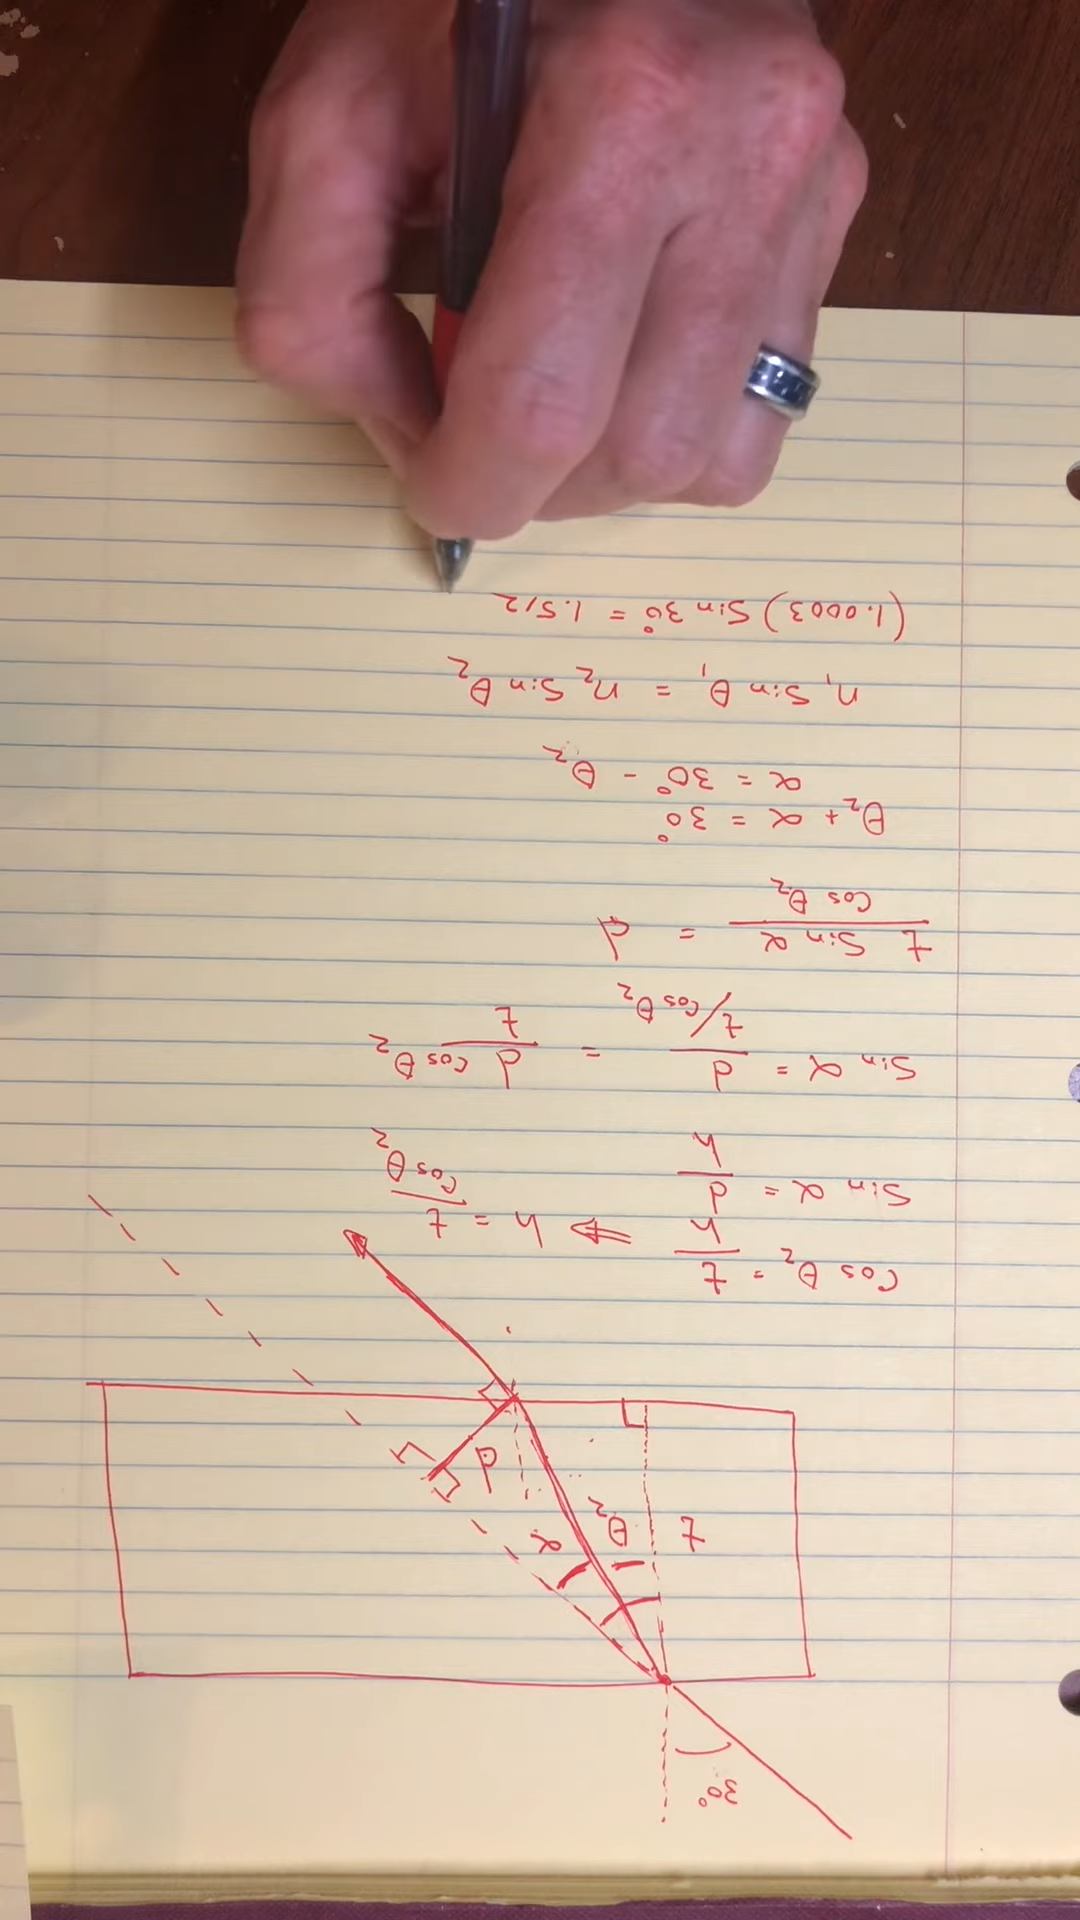 30°
t
θ₂
α
d
cos θ₂ = t/h ⇒ h = t/cos θ₂
sin α = d/h
sin α = d/(t/cos θ₂) = d cos θ₂/t
t sin α/cos θ₂ = d
θ₂ + α = 30°
α = 30° - θ₂
n₁ sin θ₁ = n₂ sin θ₂
(1.0003) sin 30° = 1.512